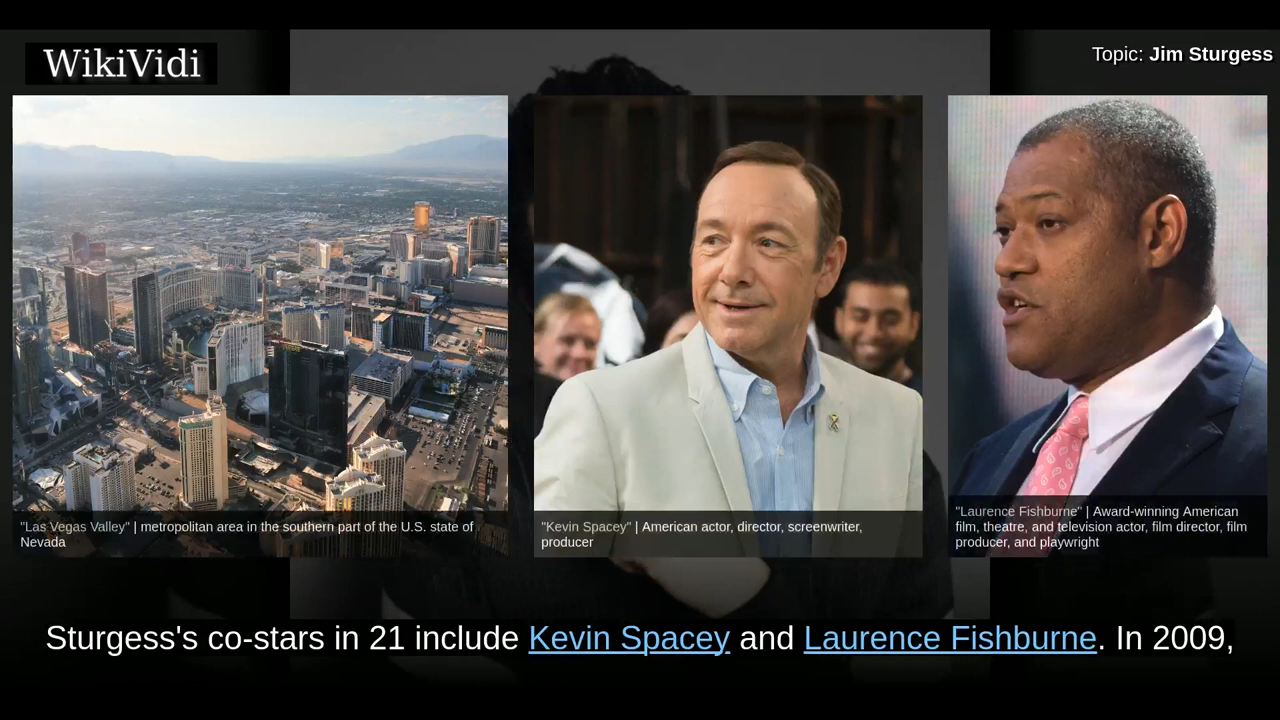 WikiVidi
Topic: Jim Sturgess
"Las Vegas Valley" | metropolitan area in the southern part of the U.S. state of
Nevada
"Kevin Spacey" | American actor, director, screenwriter,
producer
"Laurence Fishburne" | Award-winning American
film, theatre, and television actor, film director, film
producer, and playwright
Sturgess's co-stars in 21 include Kevin Spacey and Laurence Fishburne. In 2009,